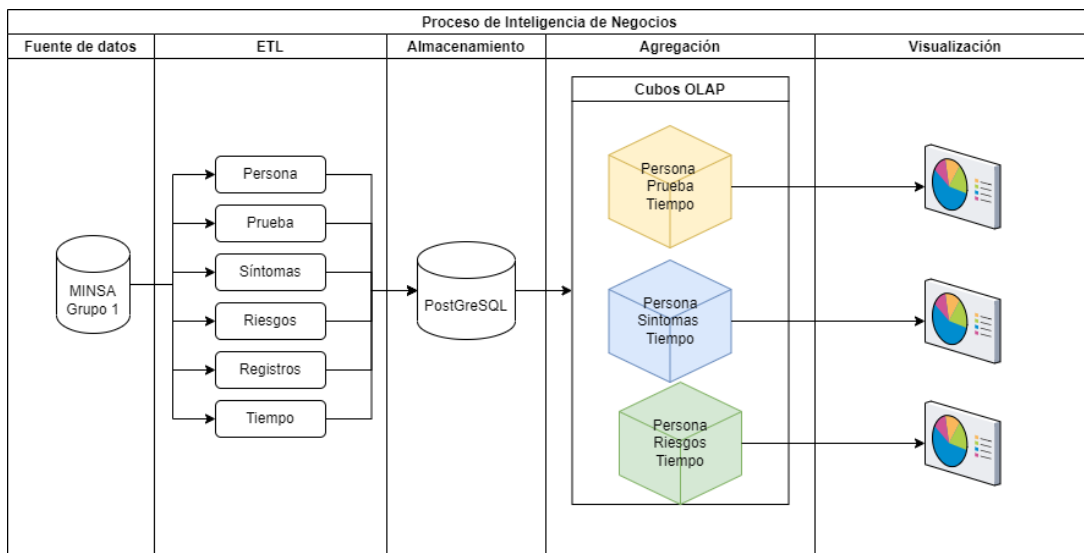 Proceso de Inteligencia de Negocios
Fuente de datos
ETL
Almacenamiento
Agregación
Visualización
MINSA
Grupo 1
Persona
Prueba
Síntomas
Riesgos
Registros
Tiempo
PostGreSQL
Cubos OLAP
Persona
Prueba
Tiempo
Persona
Sintomas
Tiempo
Persona
Riesgos
Tiempo